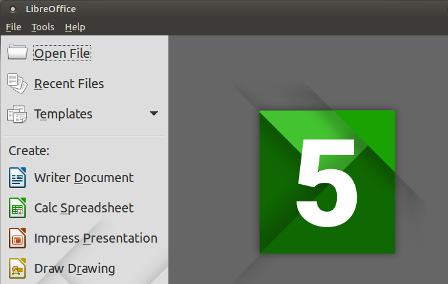 LibreOffice
File Tools Help
Open File
Recent Files
Templates
Create:
Writer Document
Calc Spreadsheet
Impress Presentation
Draw Drawing
5